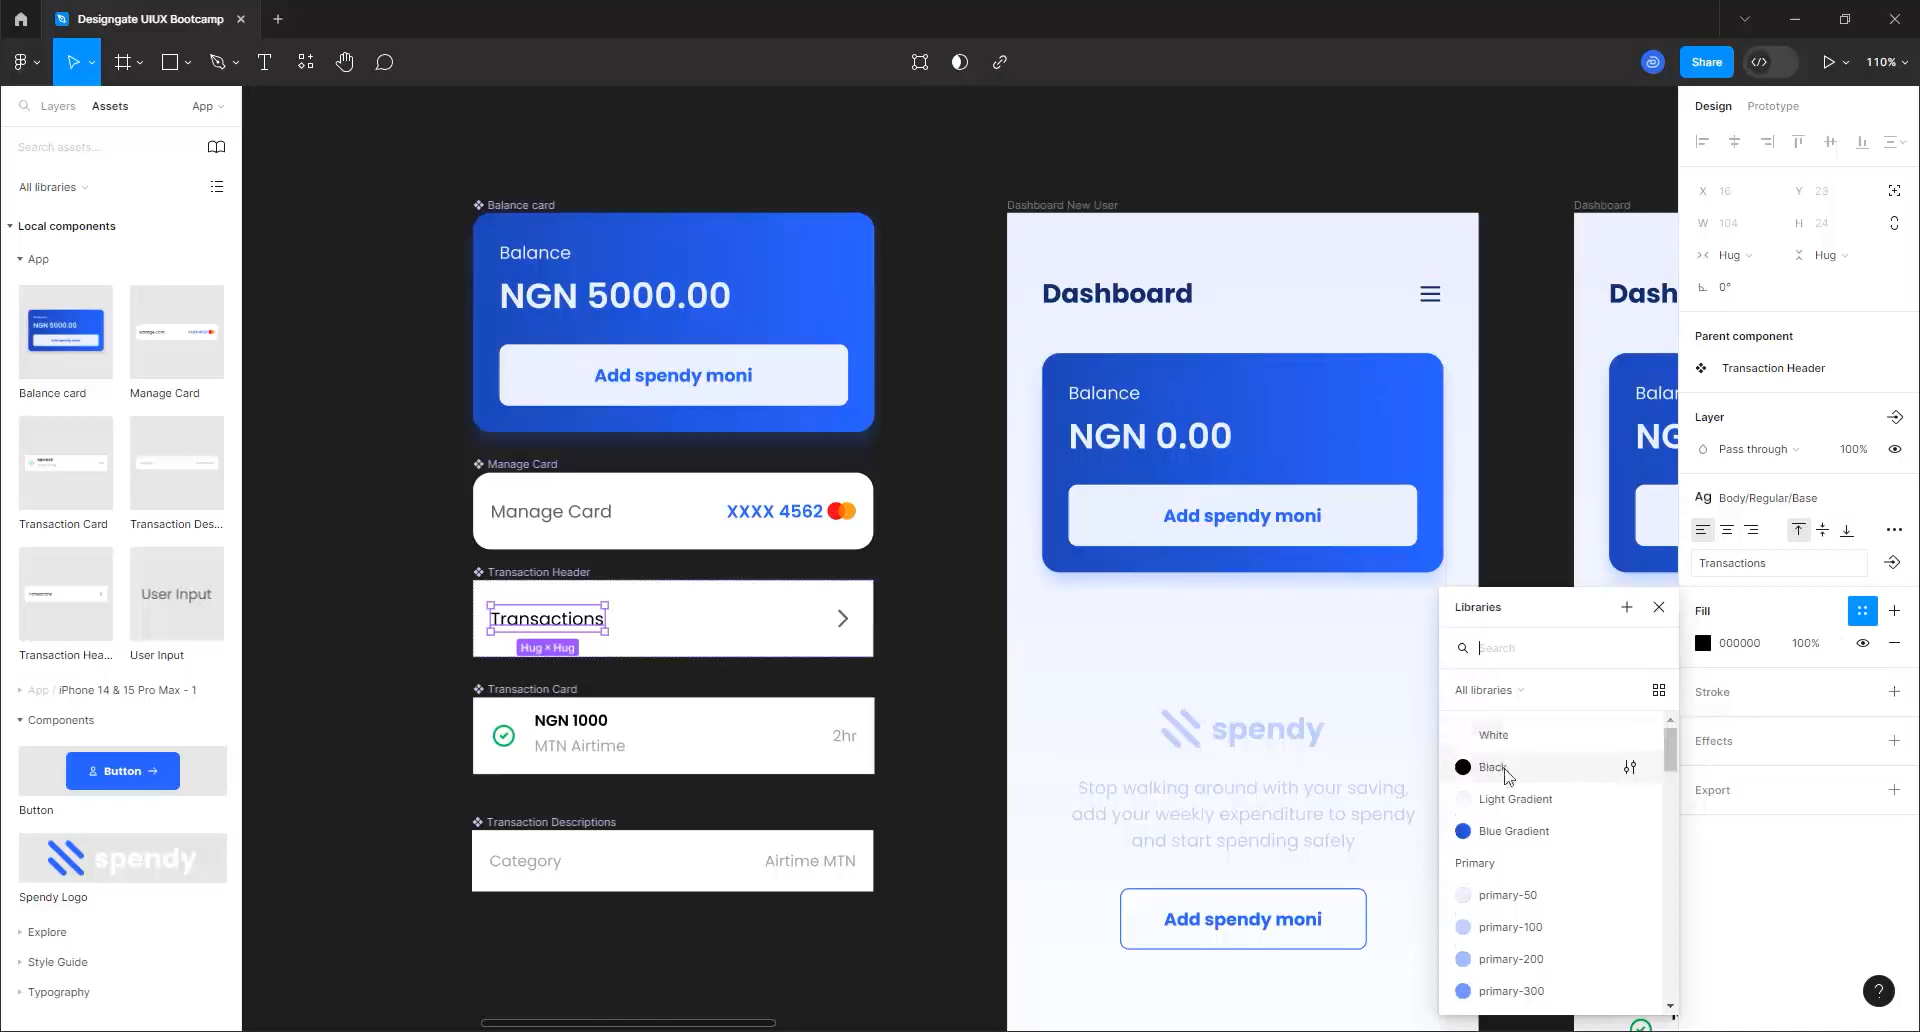 Designgate UIUX Bootcamp
Share
110%
Layers
Assets
App
Search assets...
All libraries
Local components
App
Balance
NGN 5000.00
Add spendy moni
Balance card
Manage Card
Transaction Card
Transaction Des...
Transactions
User Input
Transaction Hea...
User Input
App / iPhone 14 & 15 Pro Max - 1
Components
Button
Button
spendy
Spendy Logo
Explore
Style Guide
Typography
Balance card
Balance
NGN 5000.00
Add spendy moni
Manage Card
Manage Card
XXXX 4562
Transaction Header
Transactions
Hug × Hug
Transaction Card
NGN 1000
MTN Airtime
2hr
Transaction Descriptions
Category
Airtime MTN
Dashboard New User
Dashboard
Balance
NGN 0.00
Add spendy moni
spendy
Stop walking around with your saving,
add your weekly expenditure to spendy
and start spending safely
Add spendy moni
Dashboard
Dash
Balar
NG
Libraries
Search
All libraries
White
Black
Light Gradient
Blue Gradient
Primary
primary-50
primary-100
primary-200
primary-300
Design
Prototype
X 16
Y 23
W 104
H 24
Hug
Hug
0°
Parent component
Transaction Header
Layer
Pass through
100%
Ag Body/Regular/Base
Transactions
Fill
000000
100%
Stroke
Effects
Export
?